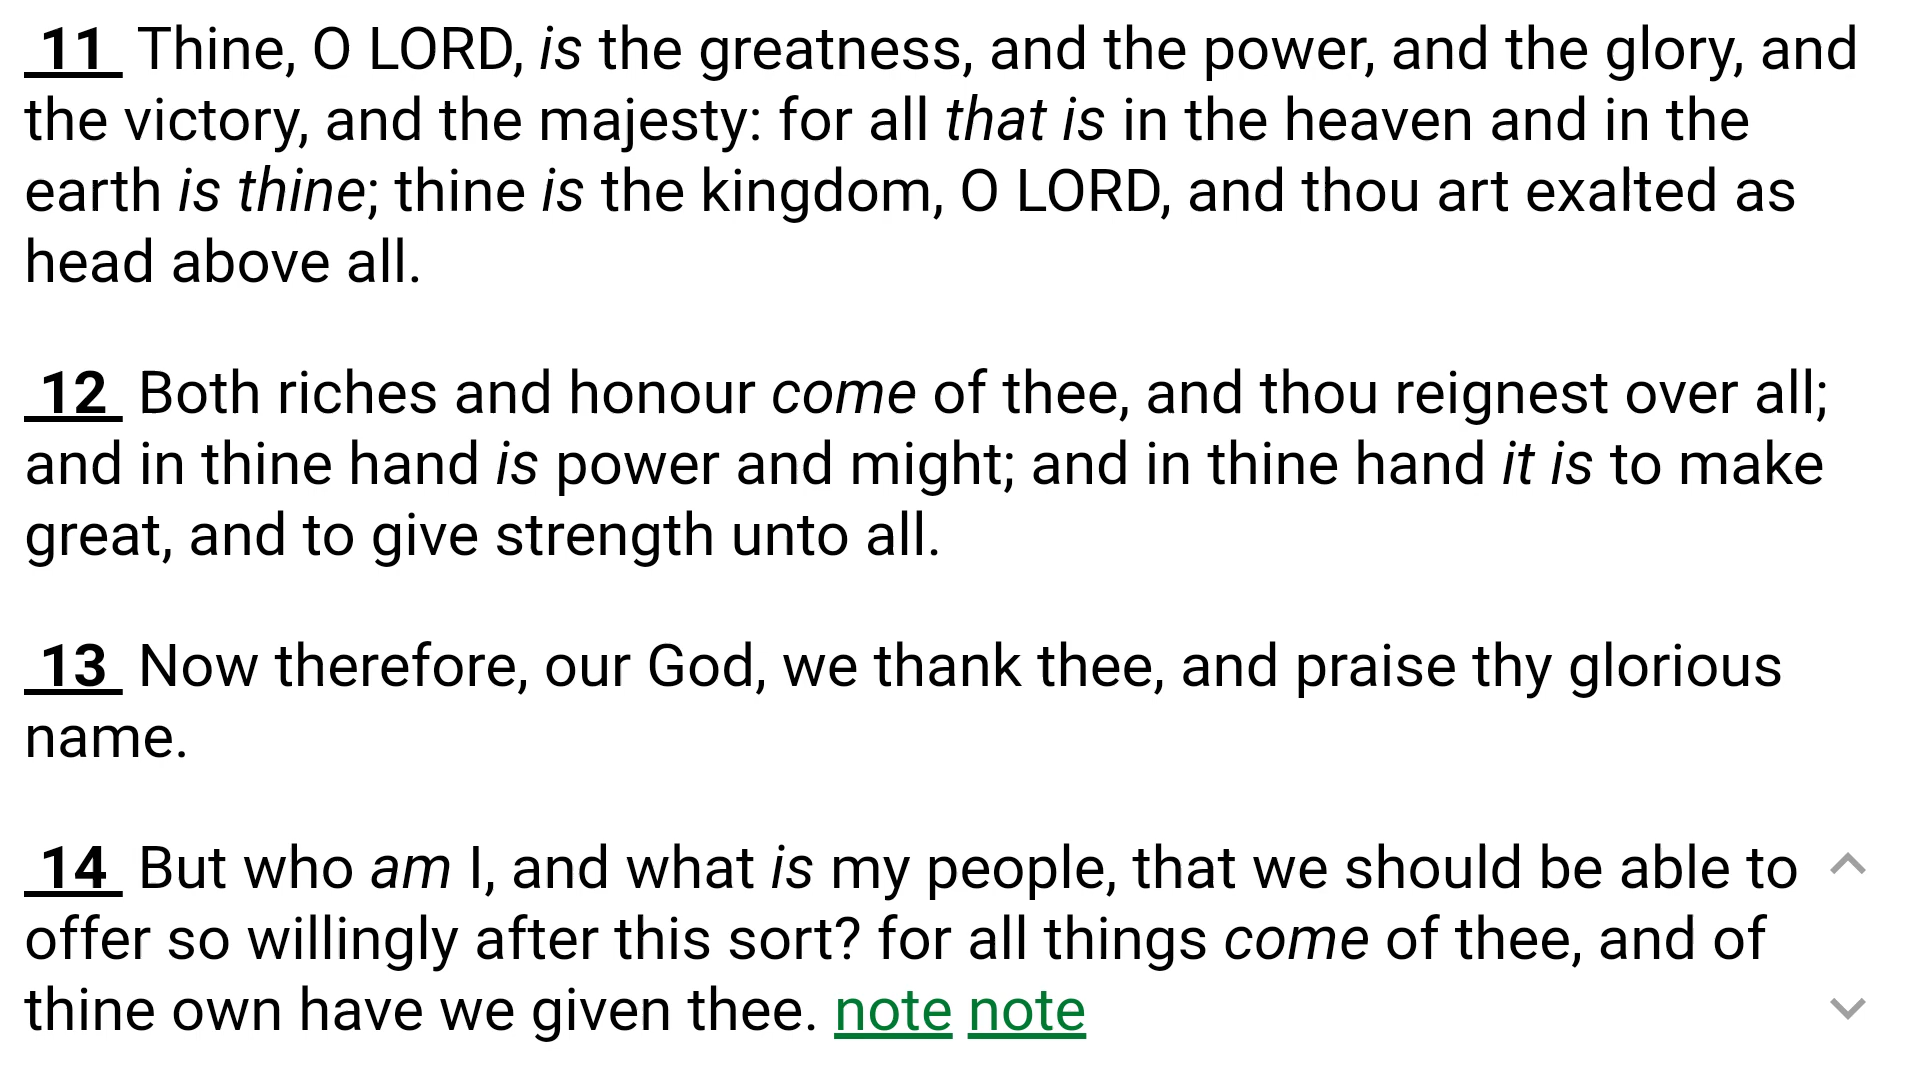 11 Thine, O LORD, is the greatness, and the power, and the glory, and
the victory, and the majesty: for all that is in the heaven and in the
earth is thine; thine is the kingdom, O LORD, and thou art exalted as
head above all.
12 Both riches and honour come of thee, and thou reignest over all;
and in thine hand is power and might; and in thine hand it is to make
great, and to give strength unto all.
13 Now therefore, our God, we thank thee, and praise thy glorious
name.
14 But who am I, and what is my people, that we should be able to
offer so willingly after this sort? for all things come of thee, and of
thine own have we given thee. note note